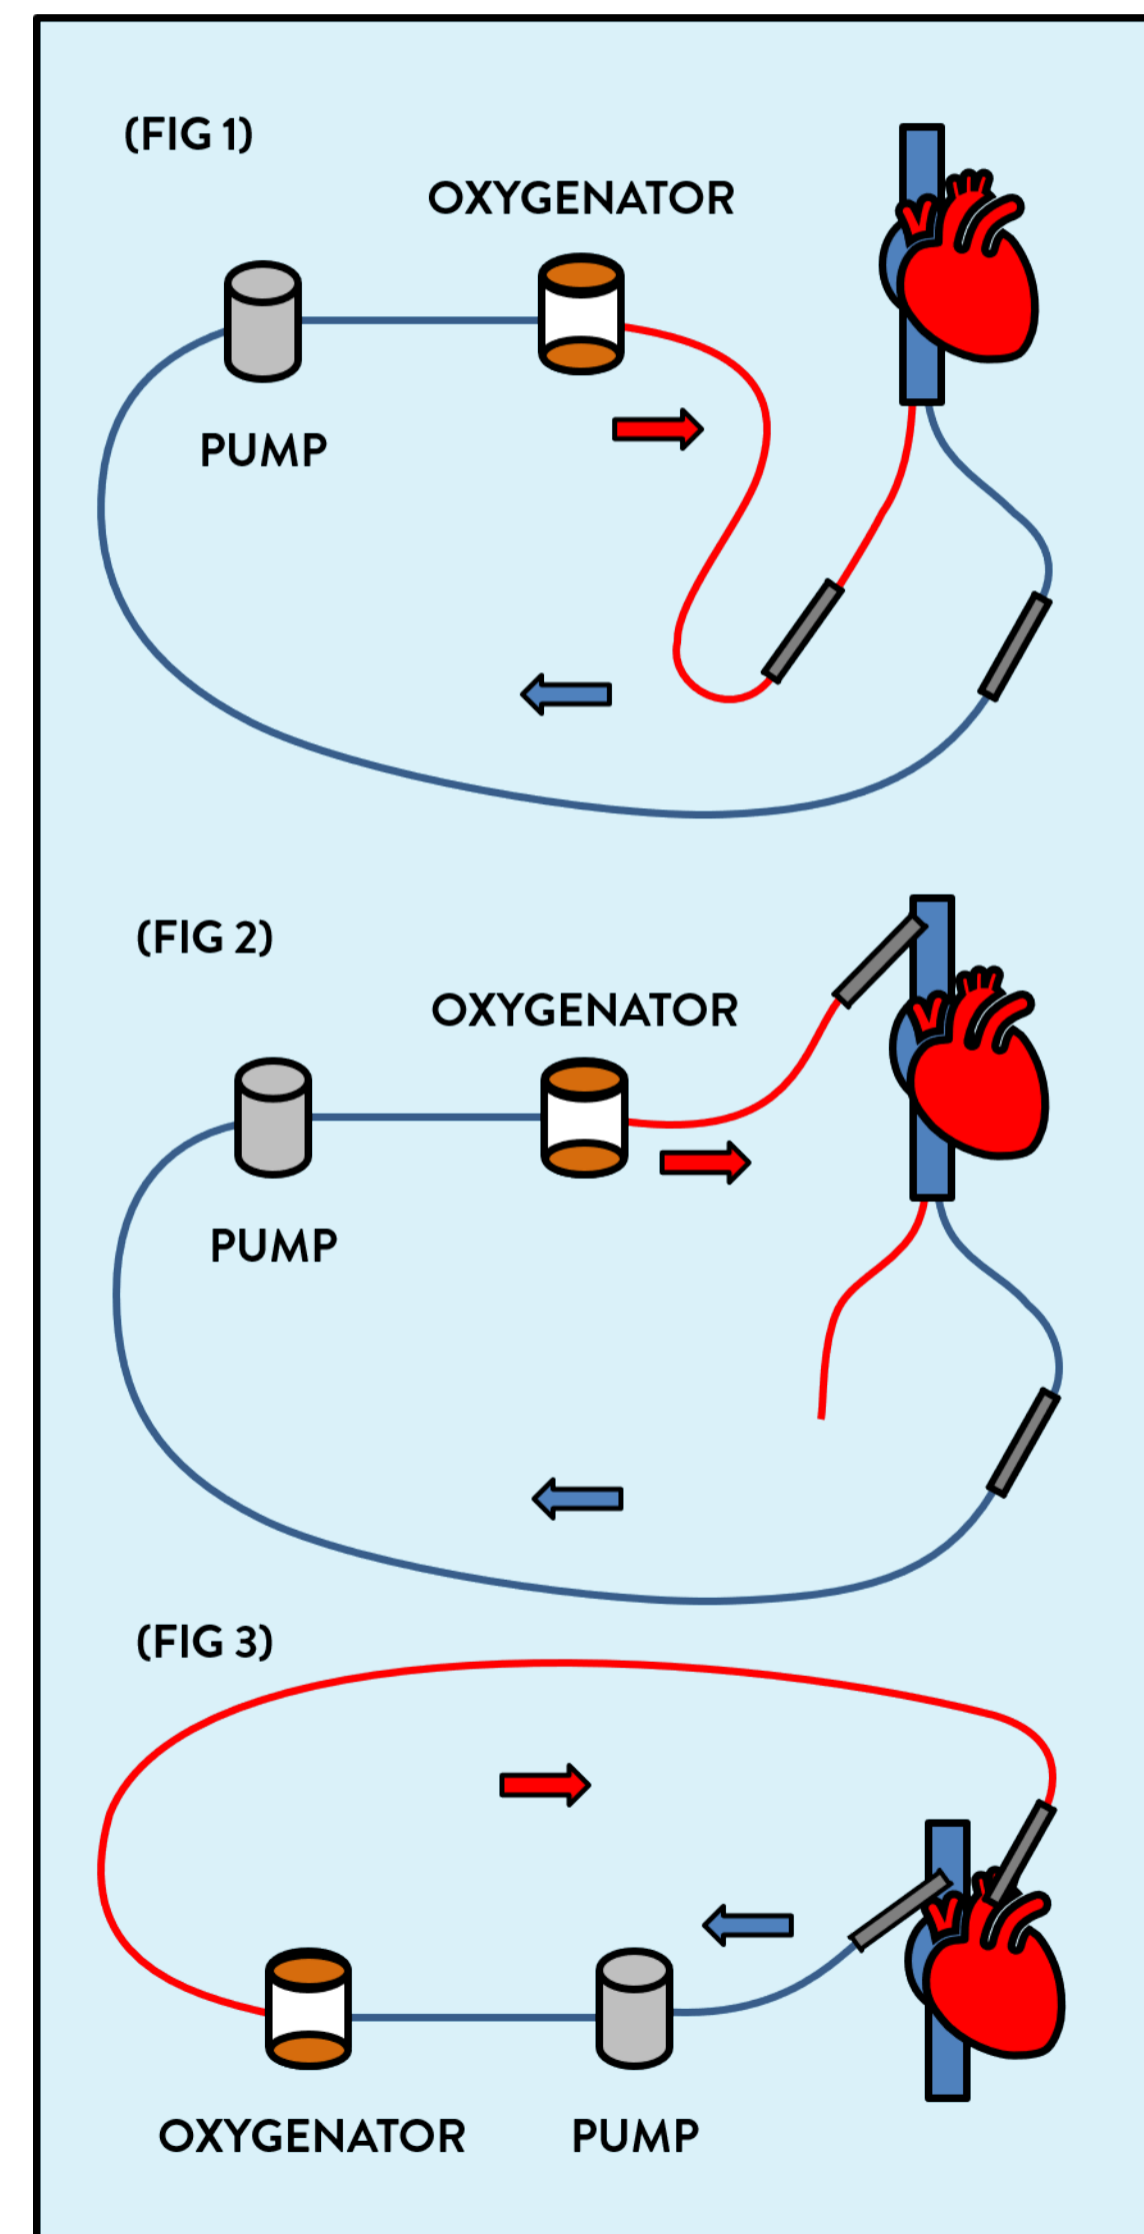 (FIG 1)
OXYGENATOR
PUMP
(FIG 2)
OXYGENATOR
PUMP
(FIG 3)
OXYGENATOR PUMP